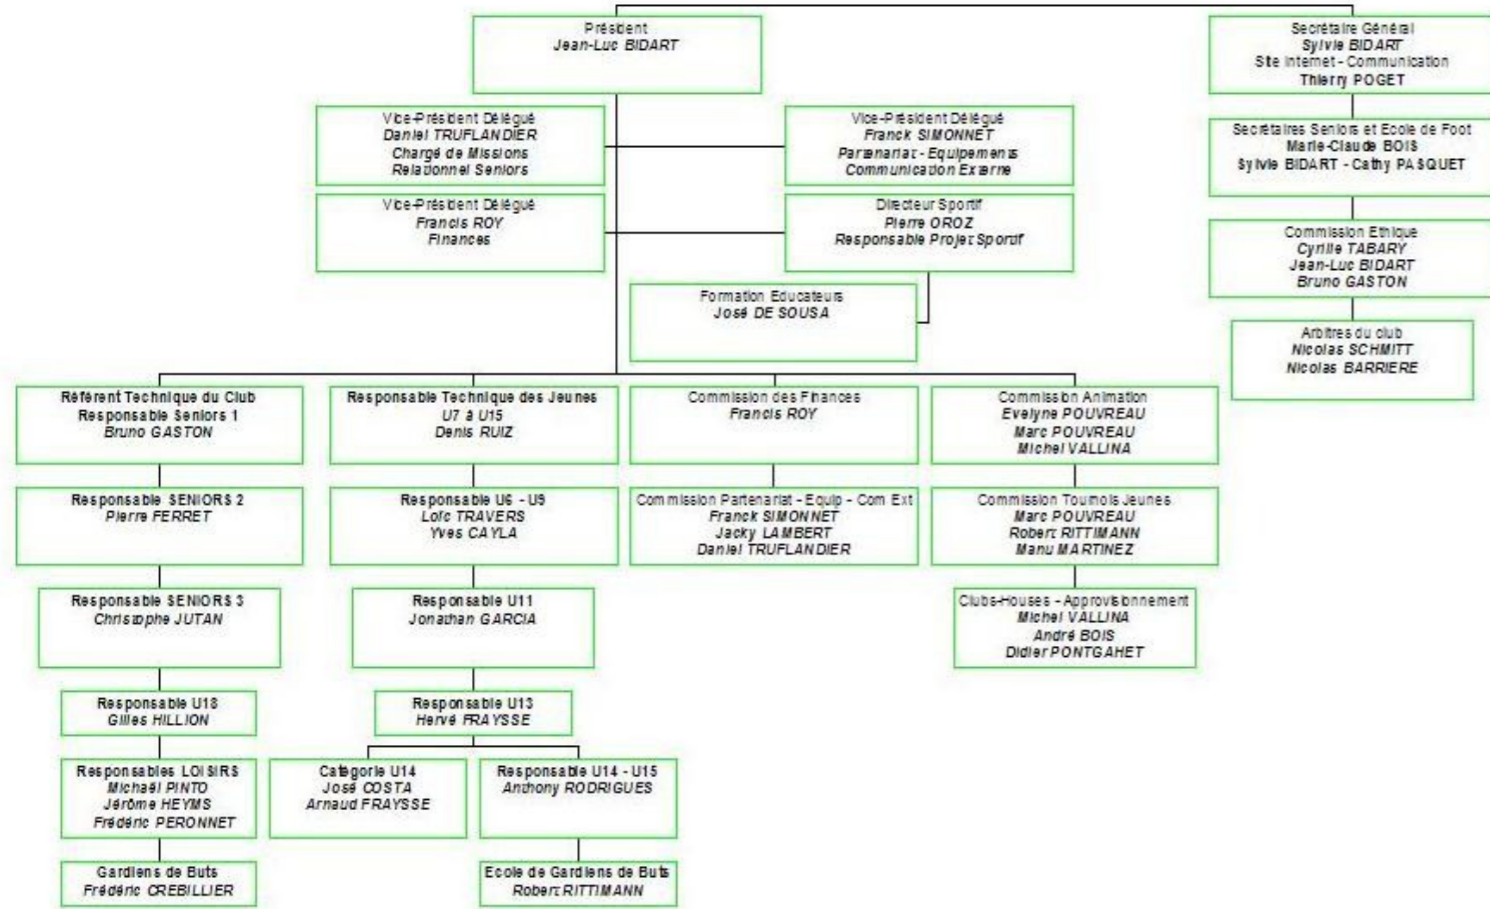 Président
Jean-Luc BIDART
Secrétaire Général
Sylvie BIDART
Site Internet - Communication
Thierry POGET
Vice-Président Délégué
Daniel TRUFLANDIER
Chargé de Missions
Relationnel Seniors
Vice-Président Délégué
Franck SIMONNET
Partenariat - Equipements
Communication Externe
Secrétaires Seniors et Ecole de Foot
Marie-Claude BOIS
Sylvie BIDART - Cathy PASQUET
Vice-Président Délégué
Francis ROY
Finances
Directeur Sportif
Pierre OROZ
Responsable Projet Sportif
Commission Ethique
Cyrille TABARY
Jean-Luc BIDART
Bruno GASTON
Formation Educateurs
José DE SOUSA
Arbitres du club
Nicolas SCHMITT
Nicolas BARRIERE
Référent Technique du Club
Responsable Seniors 1
Bruno GASTON
Responsable Technique des Jeunes
U7 à U15
Denis RUIZ
Commission des Finances
Francis ROY
Commission Animation
Evelyne POUVREAU
Marc POUVREAU
Michel VALLINA
Responsable SENIORS 2
Pierre FERRET
Responsable U6 - U9
Loïc TRAVERS
Yves CAYLA
Commission Partenariat - Equip - Com Ext
Franck SIMONNET
Jacky LAMBERT
Daniel TRUFLANDIER
Commission Tournois Jeunes
Marc POUVREAU
Robert RITTIMANN
Manu MARTINEZ
Responsable SENIORS 3
Christophe JUTAN
Responsable U11
Jonathan GARCIA
Clubs-Houses - Approvisionnement
Michel VALLINA
André BOIS
Didier PONTGAHET
Responsable U18
Gilles HILLION
Responsable U13
Hervé FRAYSSE
Responsables LOISIRS
Michaël PINTO
Jérôme HEYMS
Frédéric PERONNET
Catégorie U14
José COSTA
Arnaud FRAYSSE
Responsable U14 - U15
Anthony RODRIGUES
Gardiens de Buts
Frédéric CREBILLIER
Ecole de Gardiens de Buts
Robert RITTIMANN